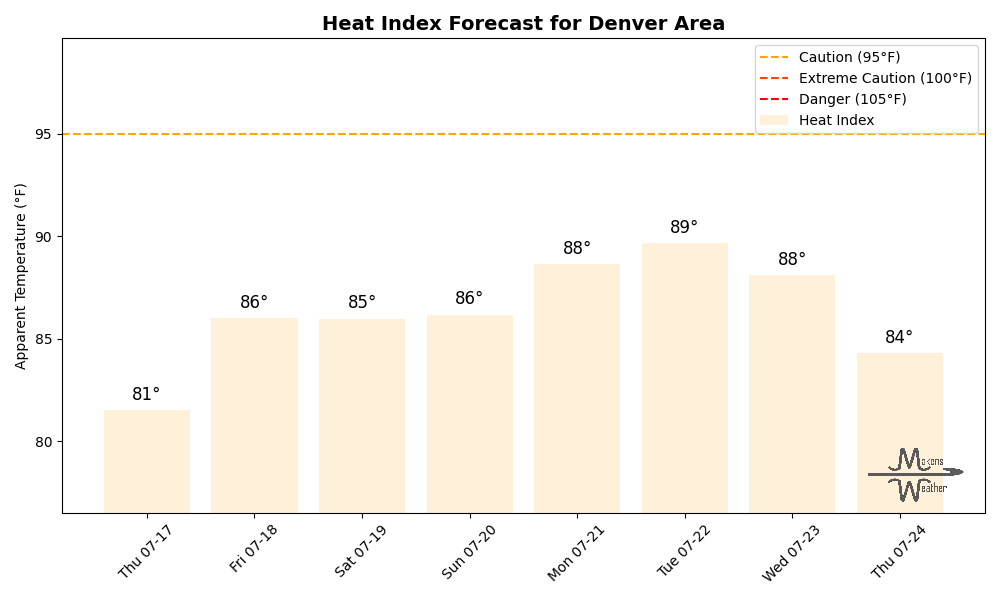 Heat Index Forecast for Denver Area
Caution (95°F)
Extreme Caution (100°F)
Danger (105°F)
Heat Index
Apparent Temperature (°F)
95
90
85
80
81°
86°
85°
86°
88°
89°
88°
84°
Makens
Weather
Thu 07-17
Fri 07-18
Sat 07-19
Sun 07-20
Mon 07-21
Tue 07-22
Wed 07-23
Thu 07-24